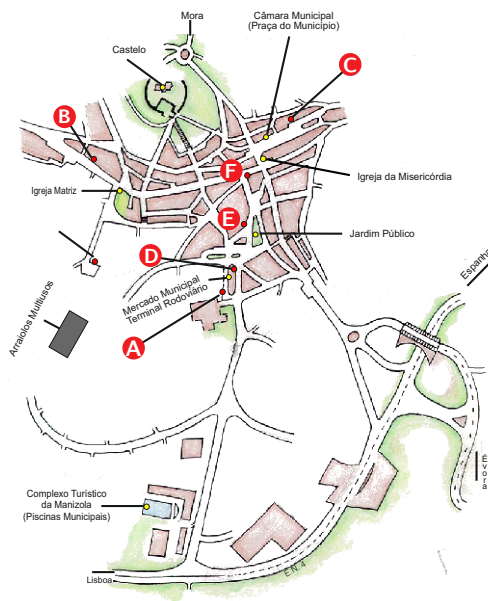 Mora
Câmara Municipal
(Praça do Município)
C
Castelo
B
F
Igreja da Misericórdia
Igreja Matriz
E
Jardim Público
D
Espanha
Mercado Municipal
Terminal Rodoviário
Arraiolos Multiusos
A
Évora
Complexo Turístico
da Manizola
(Piscinas Municipais)
EN 4
Lisboa